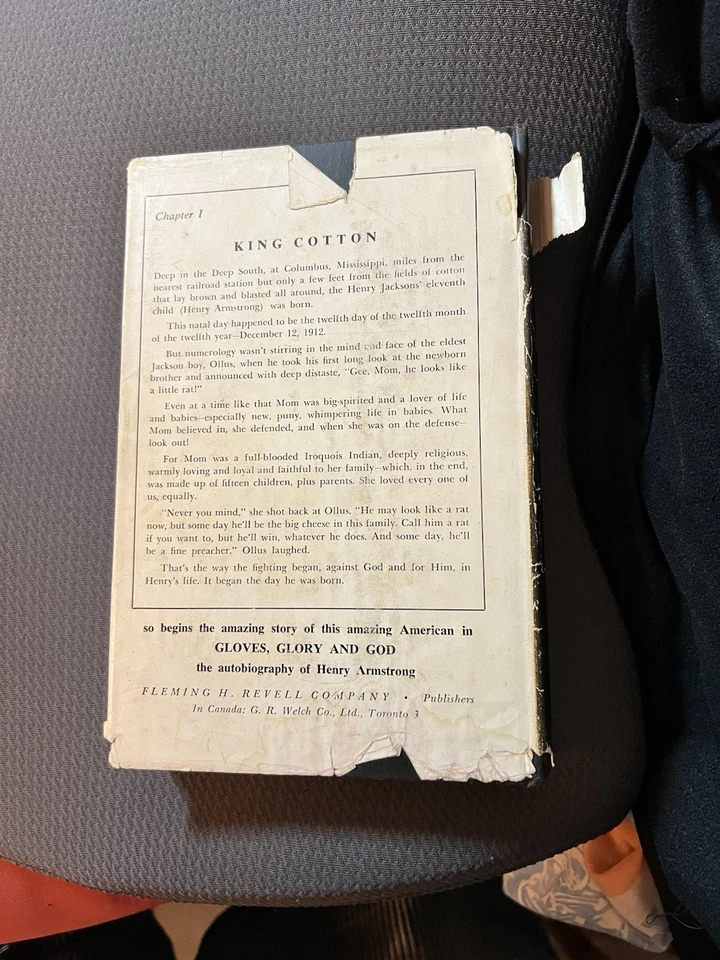 Chapter I
KING COTTON
Deep in the Deep South, at Columbus, Mississippi, miles from the
nearest railroad station but only a few feet from the fields of cotton
that lay brown and blasted all around, the Henry Jacksons' eleventh
child (Henry Armstrong) was born.
This natal day happened to be the twelfth day of the twelfth month
of the twelfth year—December 12, 1912.
But numerology wasn't stirring in the mind and face of the eldest
Jackson boy, Ollus, when he took his first long look at the newborn
brother and announced with deep distaste, "Gee, Mom, he looks like
a little rat!"
Even at a time like that Mom was big-spirited and a lover of life
and babies—especially new, puny, whimpering life in babies. What
Mom believed in, she defended, and when she was on the defense—
look out!
For Mom was a full-blooded Iroquois Indian, deeply religious,
warmly loving and loyal and faithful to her family—which, in the end,
was made up of fifteen children, plus parents. She loved every one of
us, equally.
"Never you mind," she shot back at Ollus. "He may look like a rat
now, but some day he'll be the big cheese in this family. Call him a rat
if you want to, but he'll win, whatever he does. And some day, he'll
be a fine preacher." Ollus laughed.
That's the way the fighting began, against God and for Him, in
Henry's life. It began the day he was born.
so begins the amazing story of this amazing American in
GLOVES, GLORY AND GOD
the autobiography of Henry Armstrong
FLEMING H. REVELL COMPANY • Publishers
In Canada: G. R. Welch Co., Ltd., Toronto 3